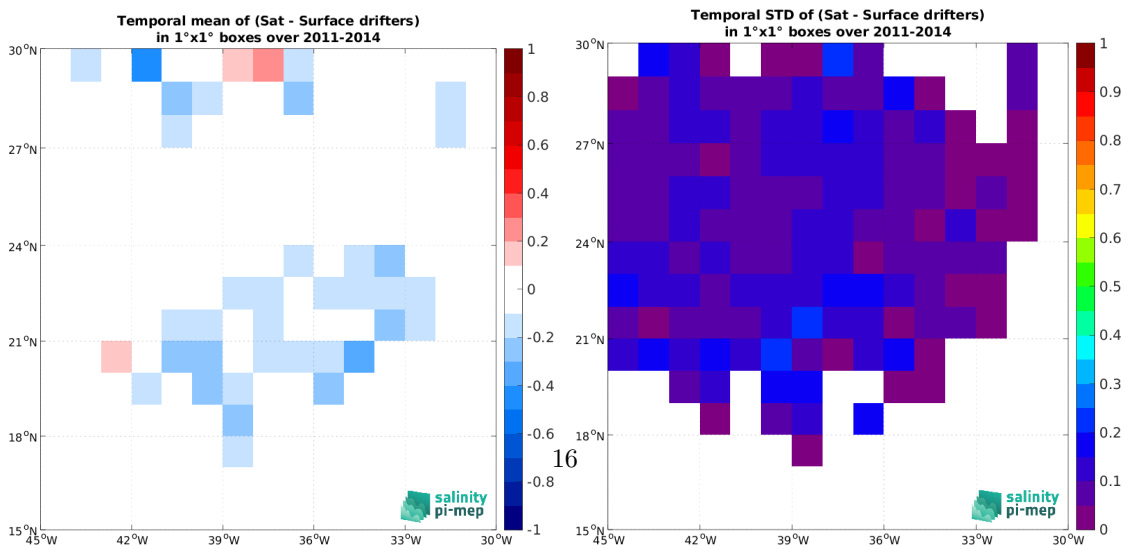 Temporal mean of (Sat - Surface drifters)
in 1°x1° boxes over 2011-2014
30°N
27°N
24°N
21°N
18°N
15°N
45°W
42°W
39°W
36°W
33°W
30°W
1
0.8
0.6
0.4
0.2
0
-0.2
-0.4
-0.6
-0.8
-1
salinity
pi-mep
16
Temporal STD of (Sat - Surface drifters)
in 1°x1° boxes over 2011-2014
30°N
27°N
24°N
21°N
18°N
15°N
45°W
42°W
39°W
36°W
33°W
30°W
1
0.9
0.8
0.7
0.6
0.5
0.4
0.3
0.2
0.1
0
salinity
pi-mep